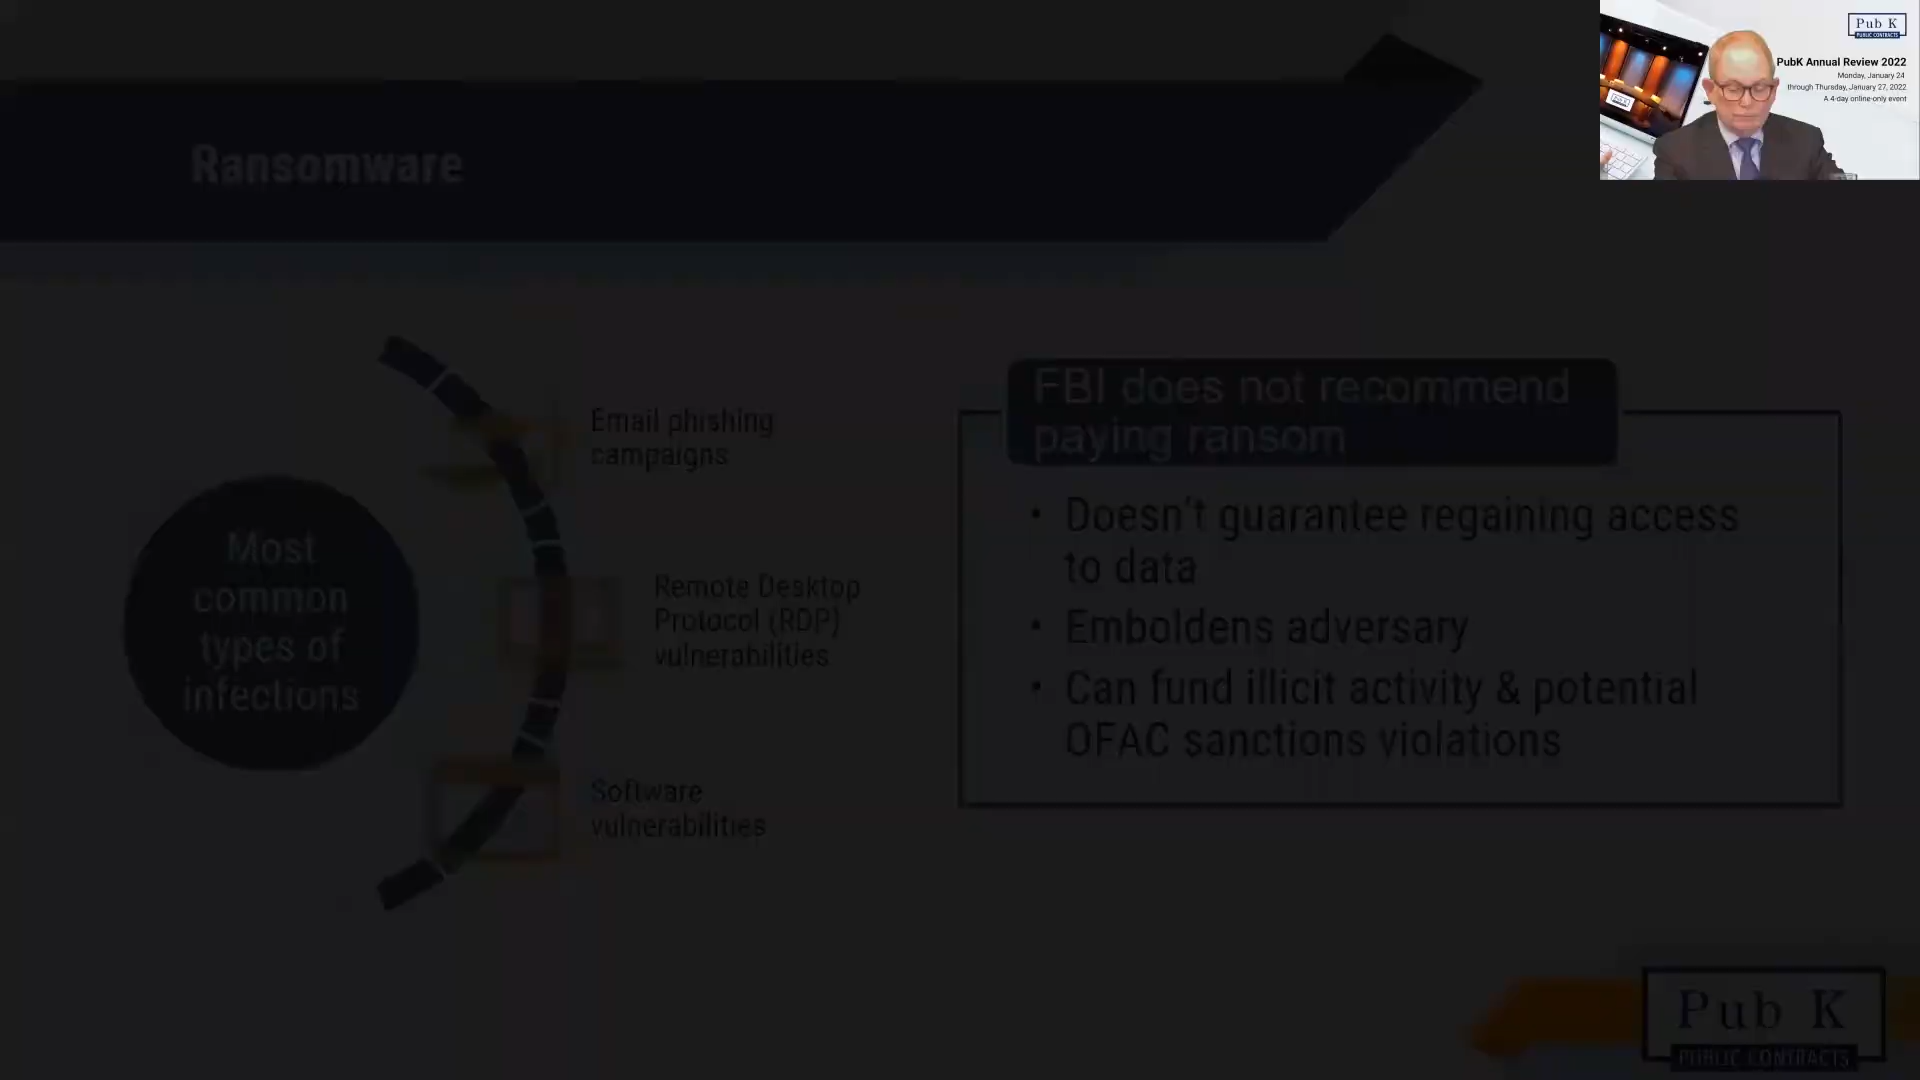 Pub K
PUBLIC CONTRACTS
PubK Annual Review 2022
Monday, January 24
through Thursday, January 27, 2022
A 4-day online-only event
Ransomware
Most
common
types of
infections
Email phishing
campaigns
Remote Desktop
Protocol (RDP)
vulnerabilities
Software
vulnerabilities
FBI does not recommend
paying ransom
• Doesn't guarantee regaining access
to data
• Emboldens adversary
• Can fund illicit activity & potential
OFAC sanctions violations
Pub K
PUBLIC CONTRACTS